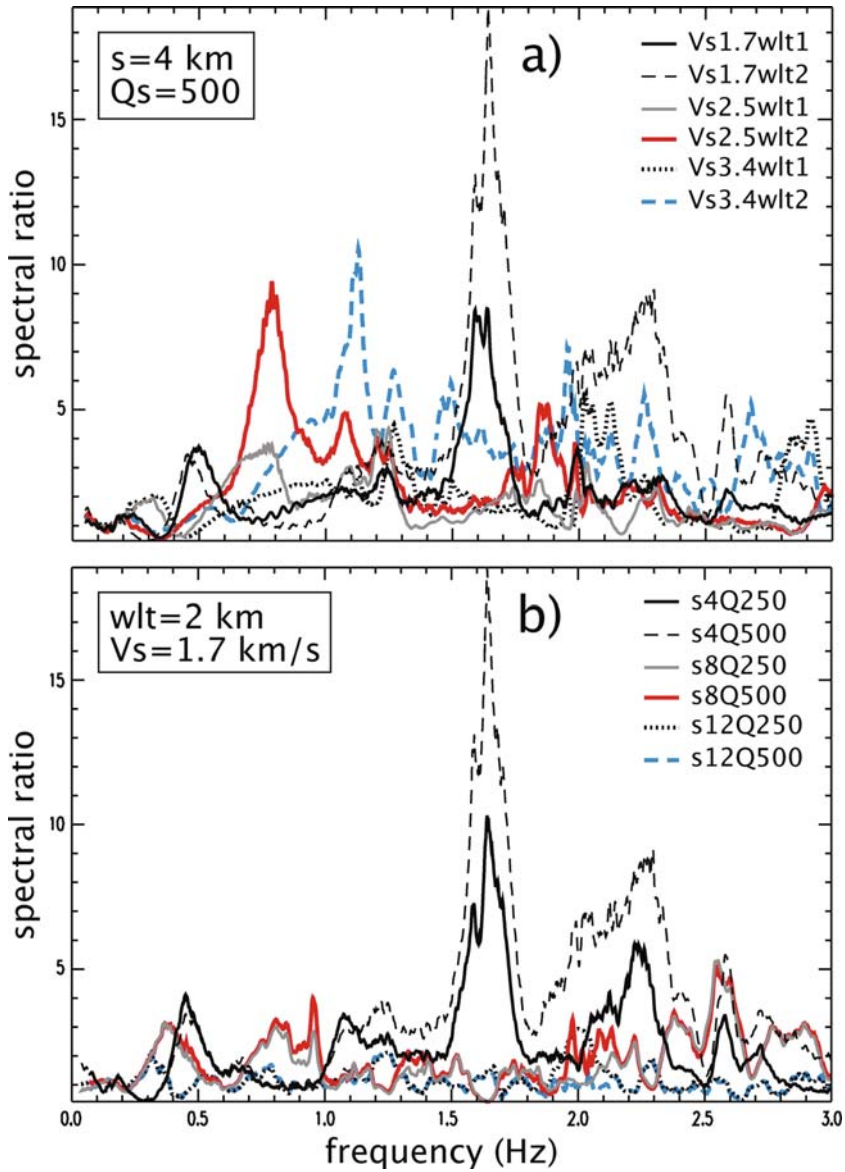 s=4 km
Qs=500
a)
Vs1.7wlt1
Vs1.7wlt2
Vs2.5wlt1
Vs2.5wlt2
Vs3.4wlt1
Vs3.4wlt2
15
10
5
spectral ratio
wlt=2 km
Vs=1.7 km/s
b)
s4Q250
s4Q500
s8Q250
s8Q500
s12Q250
s12Q500
15
10
5
spectral ratio
0.0 0.5 1.0 1.5 2.0 2.5 3.0
frequency (Hz)